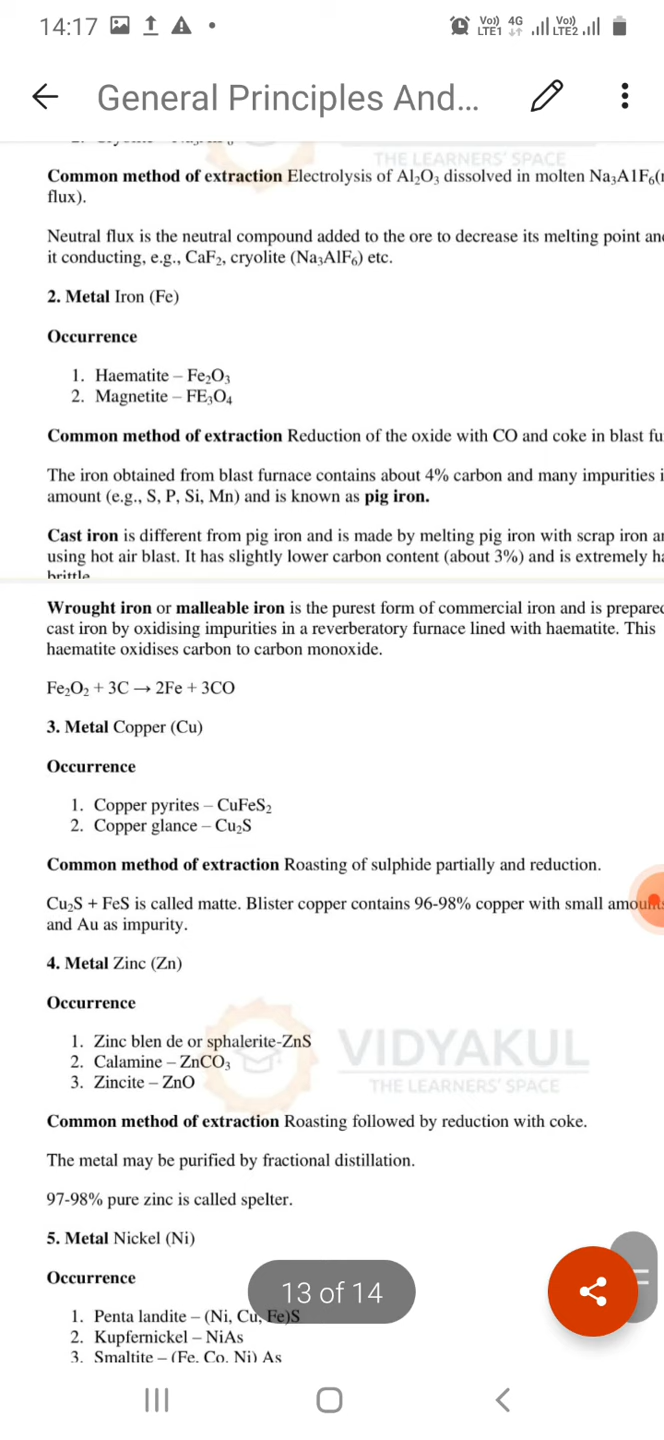 14:17
Vo)) LTE1 4G Vo)) LTE2
General Principles And...
THE LEARNERS' SPACE
Common method of extraction Electrolysis of Al₂O₃ dissolved in molten Na₃A1F₆(
flux).
Neutral flux is the neutral compound added to the ore to decrease its melting point an
it conducting, e.g., CaF₂, cryolite (Na₃AlF₆) etc.
2. Metal Iron (Fe)
Occurrence
1. Haematite – Fe₂O₃
2. Magnetite – FE₃O₄
Common method of extraction Reduction of the oxide with CO and coke in blast fu
The iron obtained from blast furnace contains about 4% carbon and many impurities i
amount (e.g., S, P, Si, Mn) and is known as pig iron.
Cast iron is different from pig iron and is made by melting pig iron with scrap iron a
using hot air blast. It has slightly lower carbon content (about 3%) and is extremely ha
brittle
Wrought iron or malleable iron is the purest form of commercial iron and is prepared
cast iron by oxidising impurities in a reverberatory furnace lined with haematite. This
haematite oxidises carbon to carbon monoxide.
Fe₂O₂ + 3C → 2Fe + 3CO
3. Metal Copper (Cu)
Occurrence
1. Copper pyrites – CuFeS₂
2. Copper glance – Cu₂S
Common method of extraction Roasting of sulphide partially and reduction.
Cu₂S + FeS is called matte. Blister copper contains 96-98% copper with small amounts
and Au as impurity.
4. Metal Zinc (Zn)
Occurrence
1. Zinc blen de or sphalerite-ZnS
2. Calamine – ZnCO₃
3. Zincite – ZnO
VIDYAKUL
THE LEARNERS' SPACE
Common method of extraction Roasting followed by reduction with coke.
The metal may be purified by fractional distillation.
97-98% pure zinc is called spelter.
5. Metal Nickel (Ni)
Occurrence
13 of 14
1. Penta landite – (Ni, Cu, Fe)S
2. Kupfernickel – NiAs
3. Smaltite – (Fe, Co, Ni) As